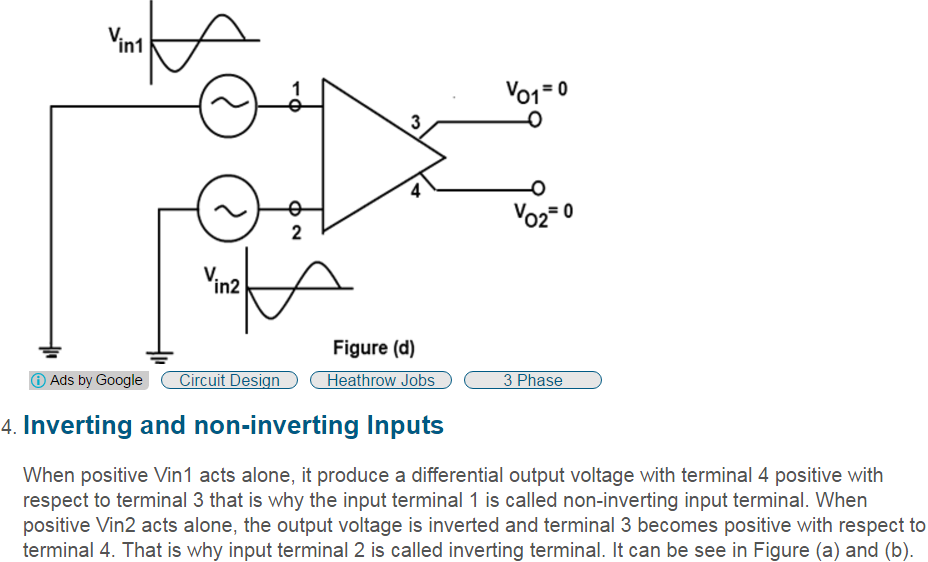 Vin1
1
VO1= 0
3
4
VO2= 0
2
Vin2
Figure (d)
Ads by Google Circuit Design Heathrow Jobs 3 Phase
4. Inverting and non-inverting Inputs
When positive Vin1 acts alone, it produce a differential output voltage with terminal 4 positive with
respect to terminal 3 that is why the input terminal 1 is called non-inverting input terminal. When
positive Vin2 acts alone, the output voltage is inverted and terminal 3 becomes positive with respect to
terminal 4. That is why input terminal 2 is called inverting terminal. It can be see in Figure (a) and (b).